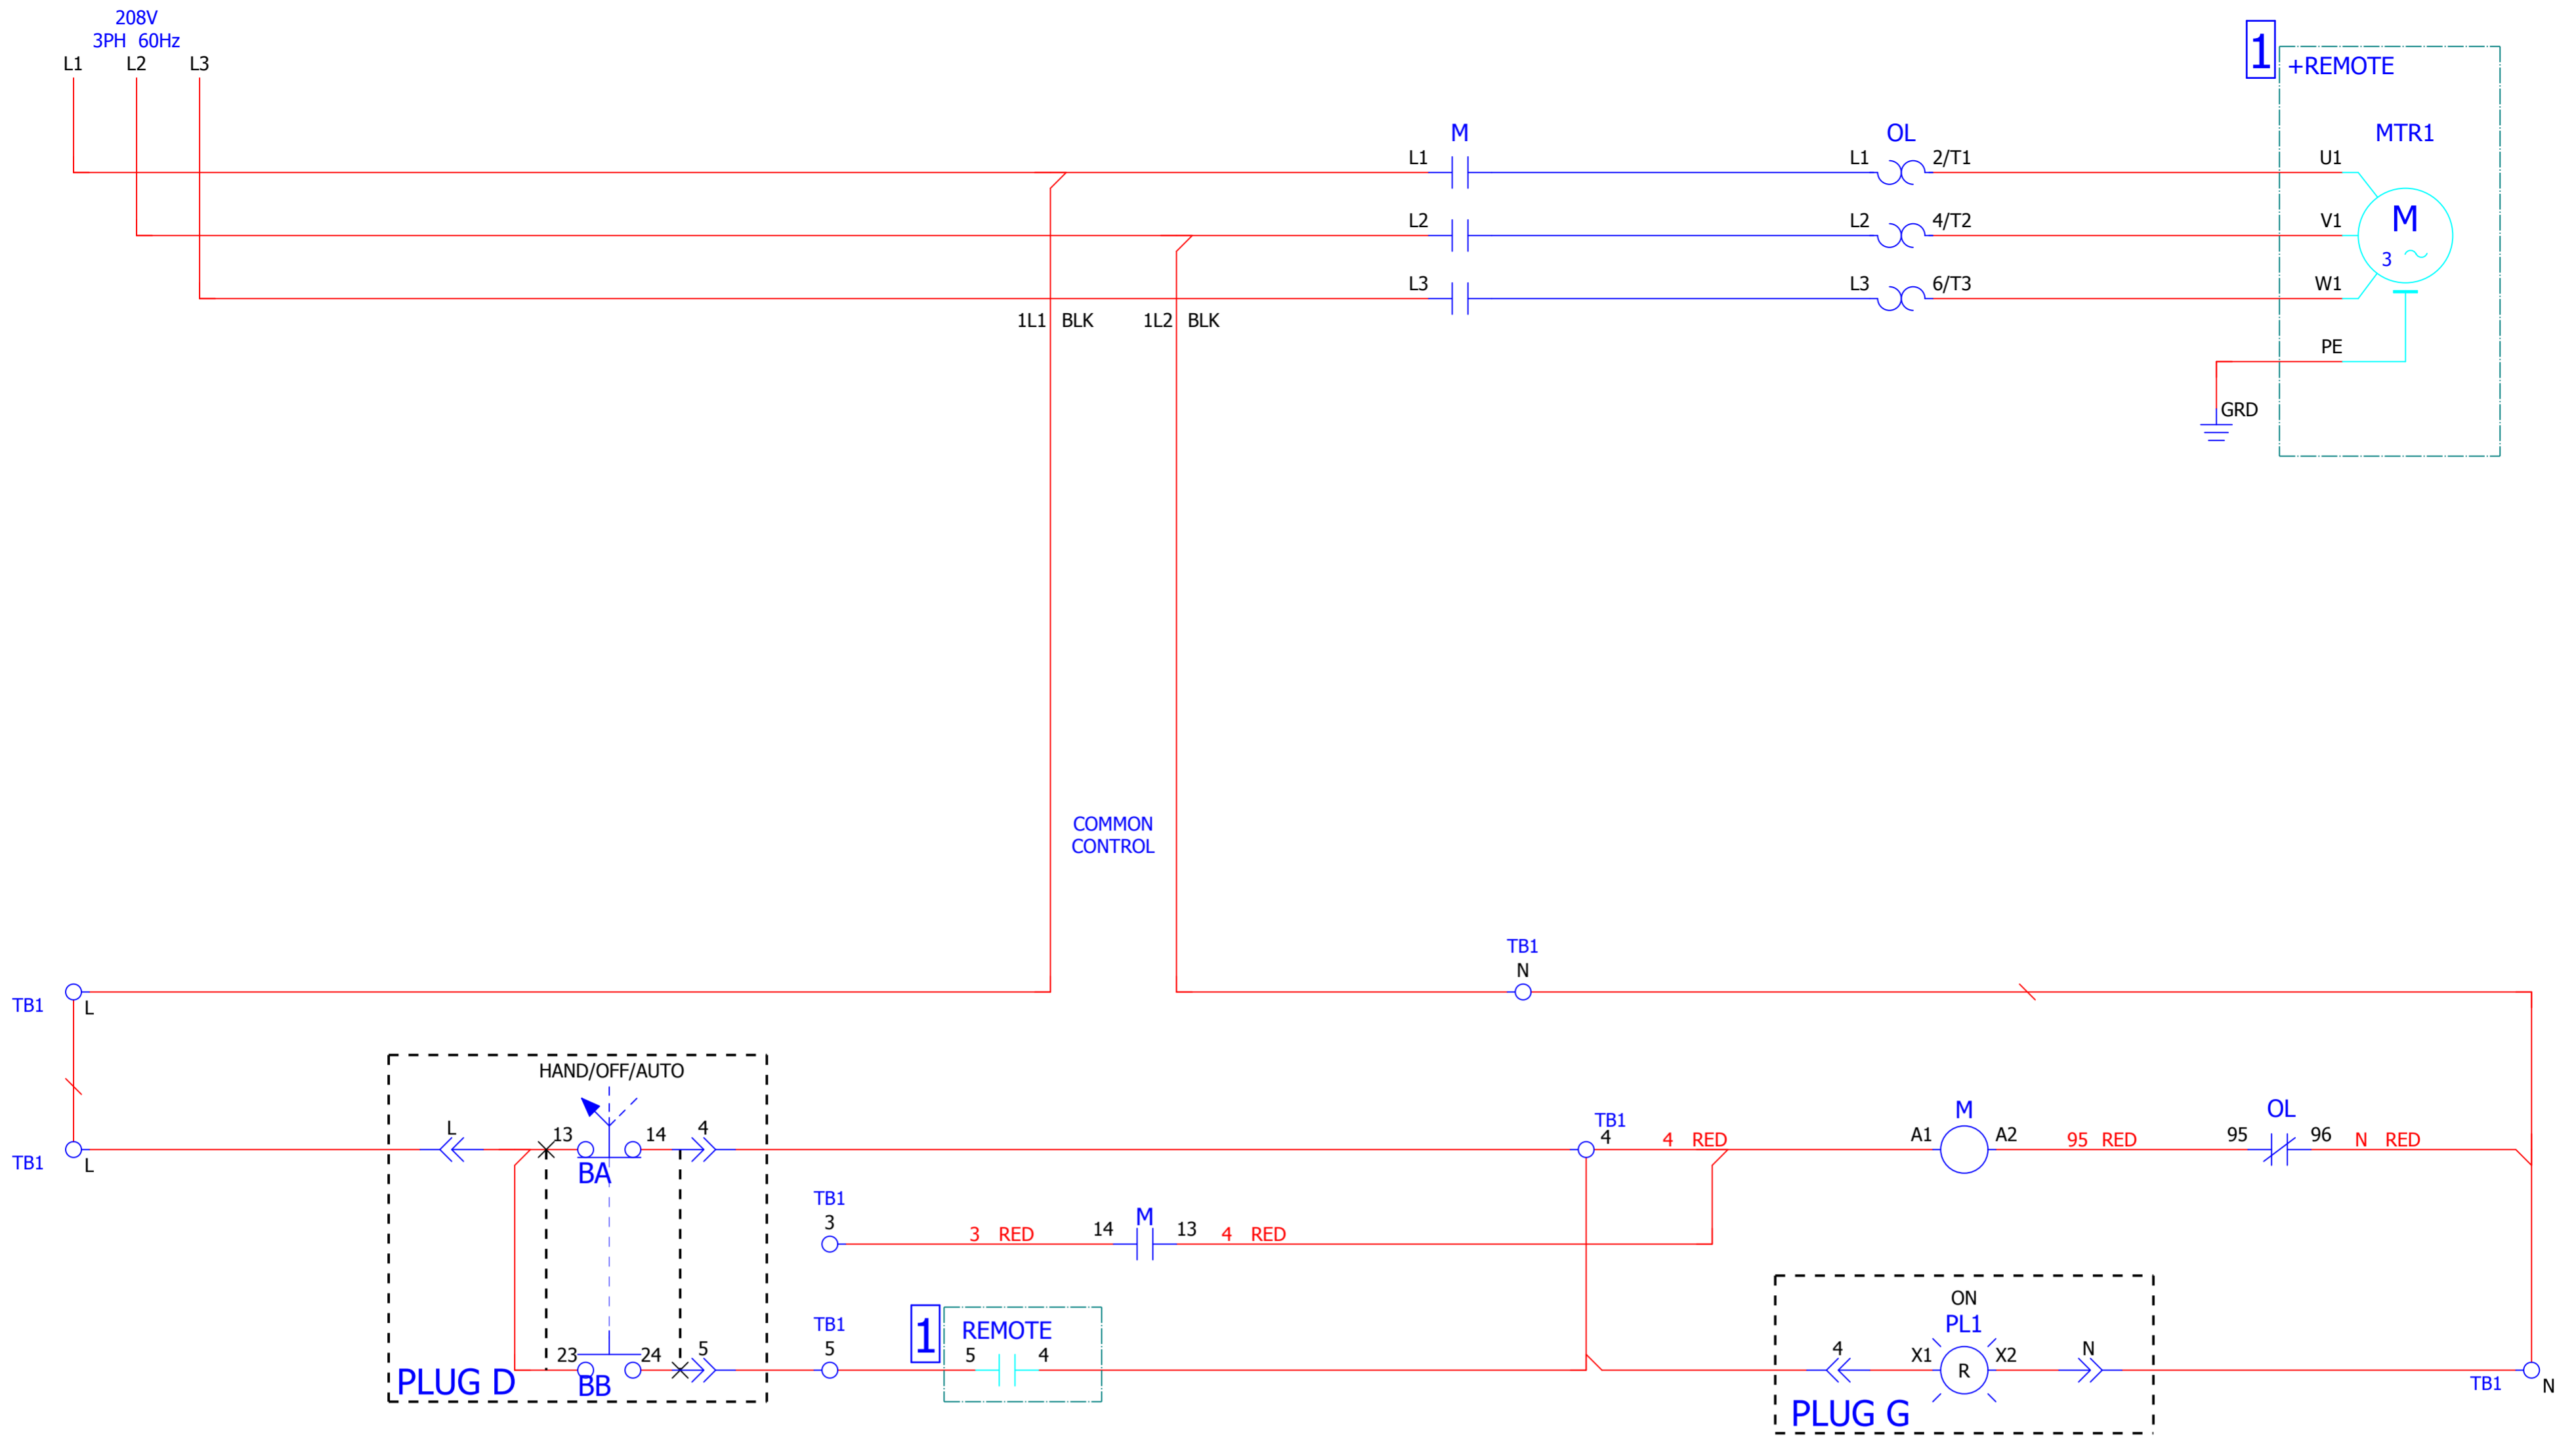 208V
3PH 60Hz
L1 L2 L3
1
+REMOTE
M
OL
MTR1
L1
L1
2/T1
U1
L2
L2
4/T2
V1
M
3
L3
L3
6/T3
W1
1L1 BLK
1L2 BLK
PE
GRD
COMMON
CONTROL
TB1
N
TB1
L
HAND/OFF/AUTO
TB1
L
L
13
14
4
BA
TB1
4
4 RED
M
A1
A2
95 RED
OL
95
96
N RED
TB1
3
3 RED
14
M
13
4 RED
PLUG D
23
24
5
BB
TB1
5
1
REMOTE
5
4
ON
PL1
4
X1
R
X2
N
PLUG G
TB1
N